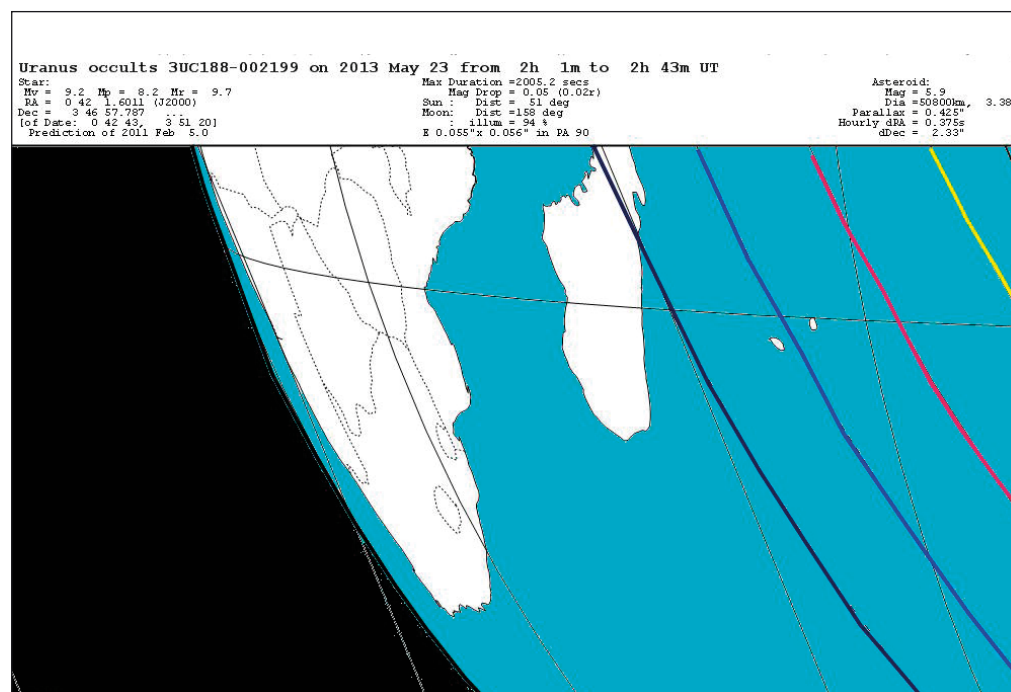 Uranus occults 3UC188-002199 on 2013 May 23 from 2h 1m to 2h 43m UT
Star:
Mv = 9.2 Mp = 8.2 Mr = 9.7
RA = 0 42 1.6011 (J2000)
Dec = 3 46 57.787 ...
[of Date: 0 42 43, 3 51 20]
Prediction of 2011 Feb 5.0
Max Duration =2005.2 secs
Mag Drop = 0.05 (0.02r)
Sun : Dist = 51 deg
Moon: Dist =158 deg
: illum = 94 %
E 0.055"x 0.056" in PA 90
Asteroid:
Mag = 5.9
Dia =50800km, 3.38
Parallax = 0.425"
Hourly dRA = 0.375s
dDec = 2.33"